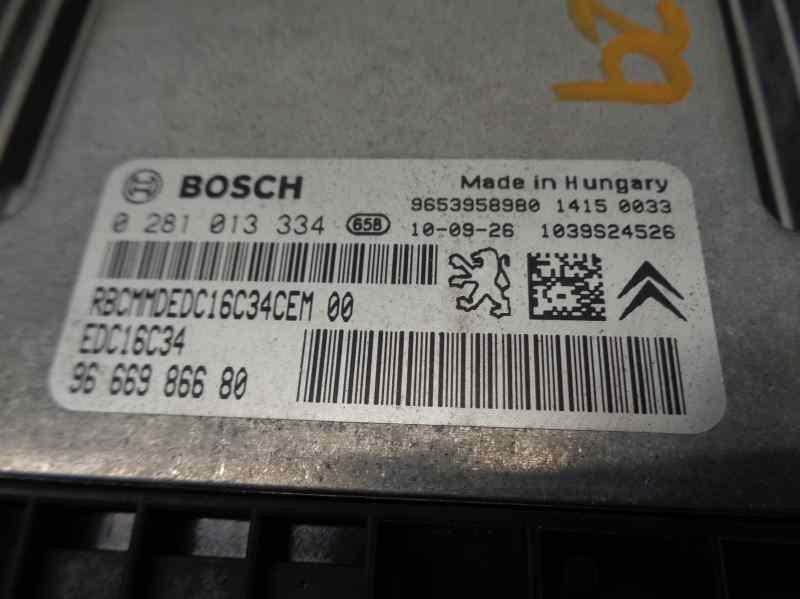 BOSCH
Made in Hungary
9653958980 1415 0033
0 281 013 334 658
10-09-26 1039S24526
RBCMMDEDC16C34CEM 00
EDC16C34
96 669 866 80